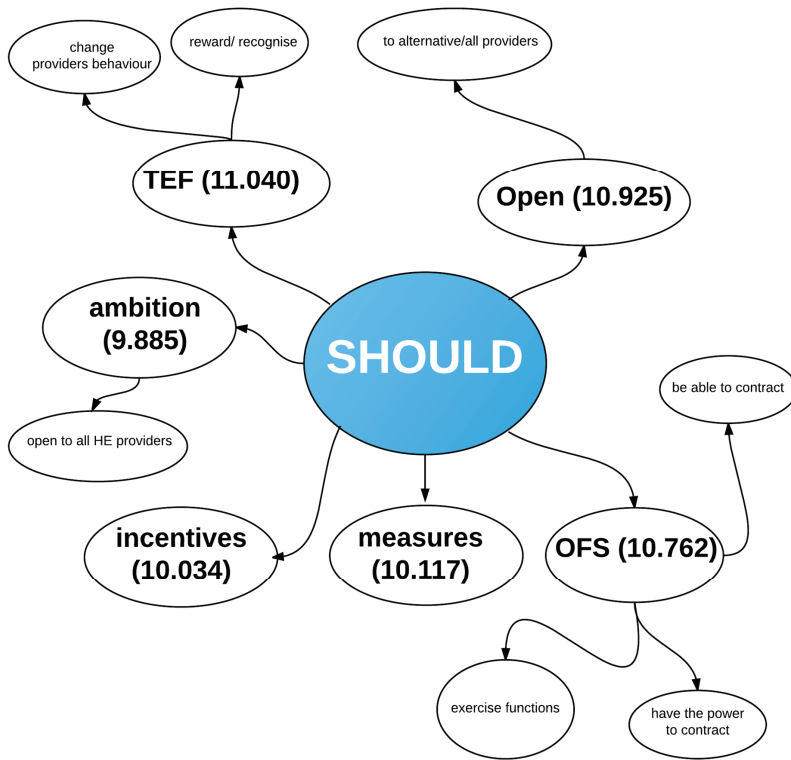 change
providers behaviour
reward/ recognise
to alternative/all providers
TEF (11.040)
Open (10.925)
ambition
(9.885)
SHOULD
be able to contract
open to all HE providers
incentives
(10.034)
measures
(10.117)
OFS (10.762)
exercise functions
have the power
to contract